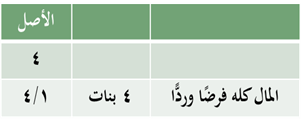 الأصل
٤
المال كله فرضًا وردًّا ٤ بنات ٤/١